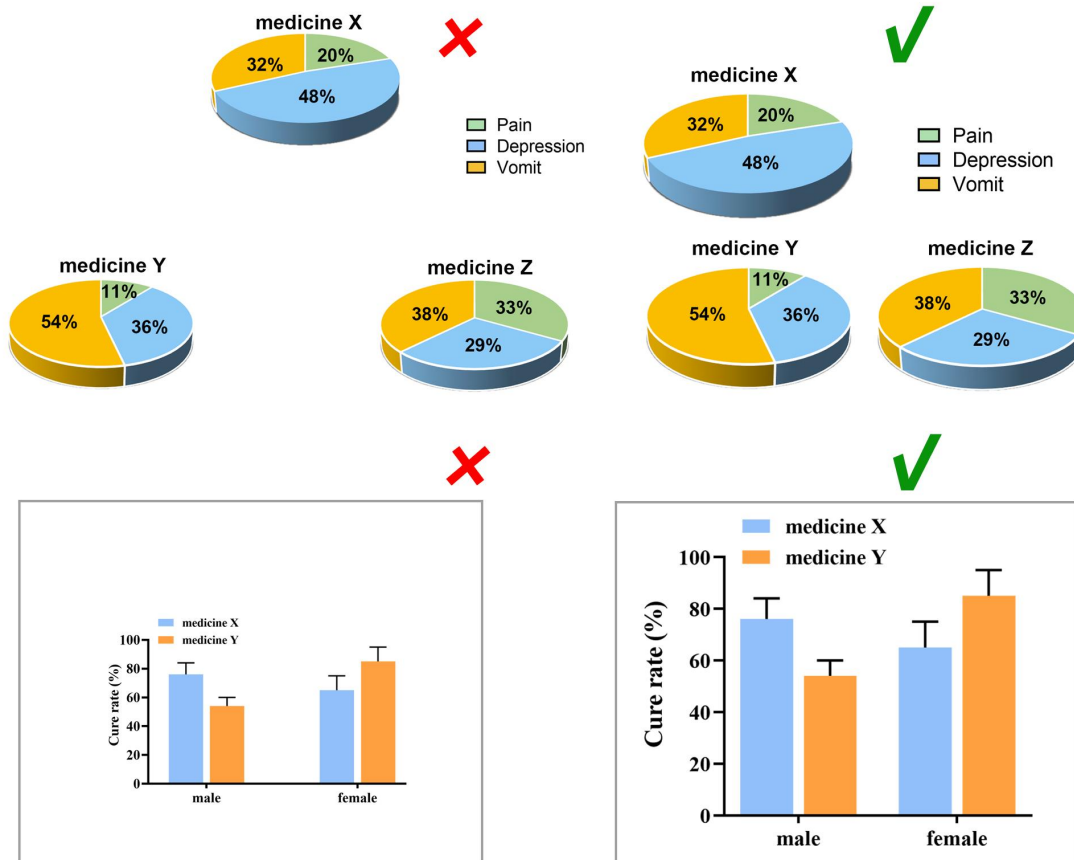 medicine X
32%
20%
48%
Pain
Depression
Vomit
medicine Y
11%
54%
36%
medicine Z
38%
33%
29%
medicine X
32%
20%
48%
Pain
Depression
Vomit
medicine Y
11%
54%
36%
medicine Z
38%
33%
29%
medicine X
medicine Y
Cure rate (%)
100
80
60
40
20
0
male
female
medicine X
medicine Y
Cure rate (%)
100
80
60
40
20
0
male
female